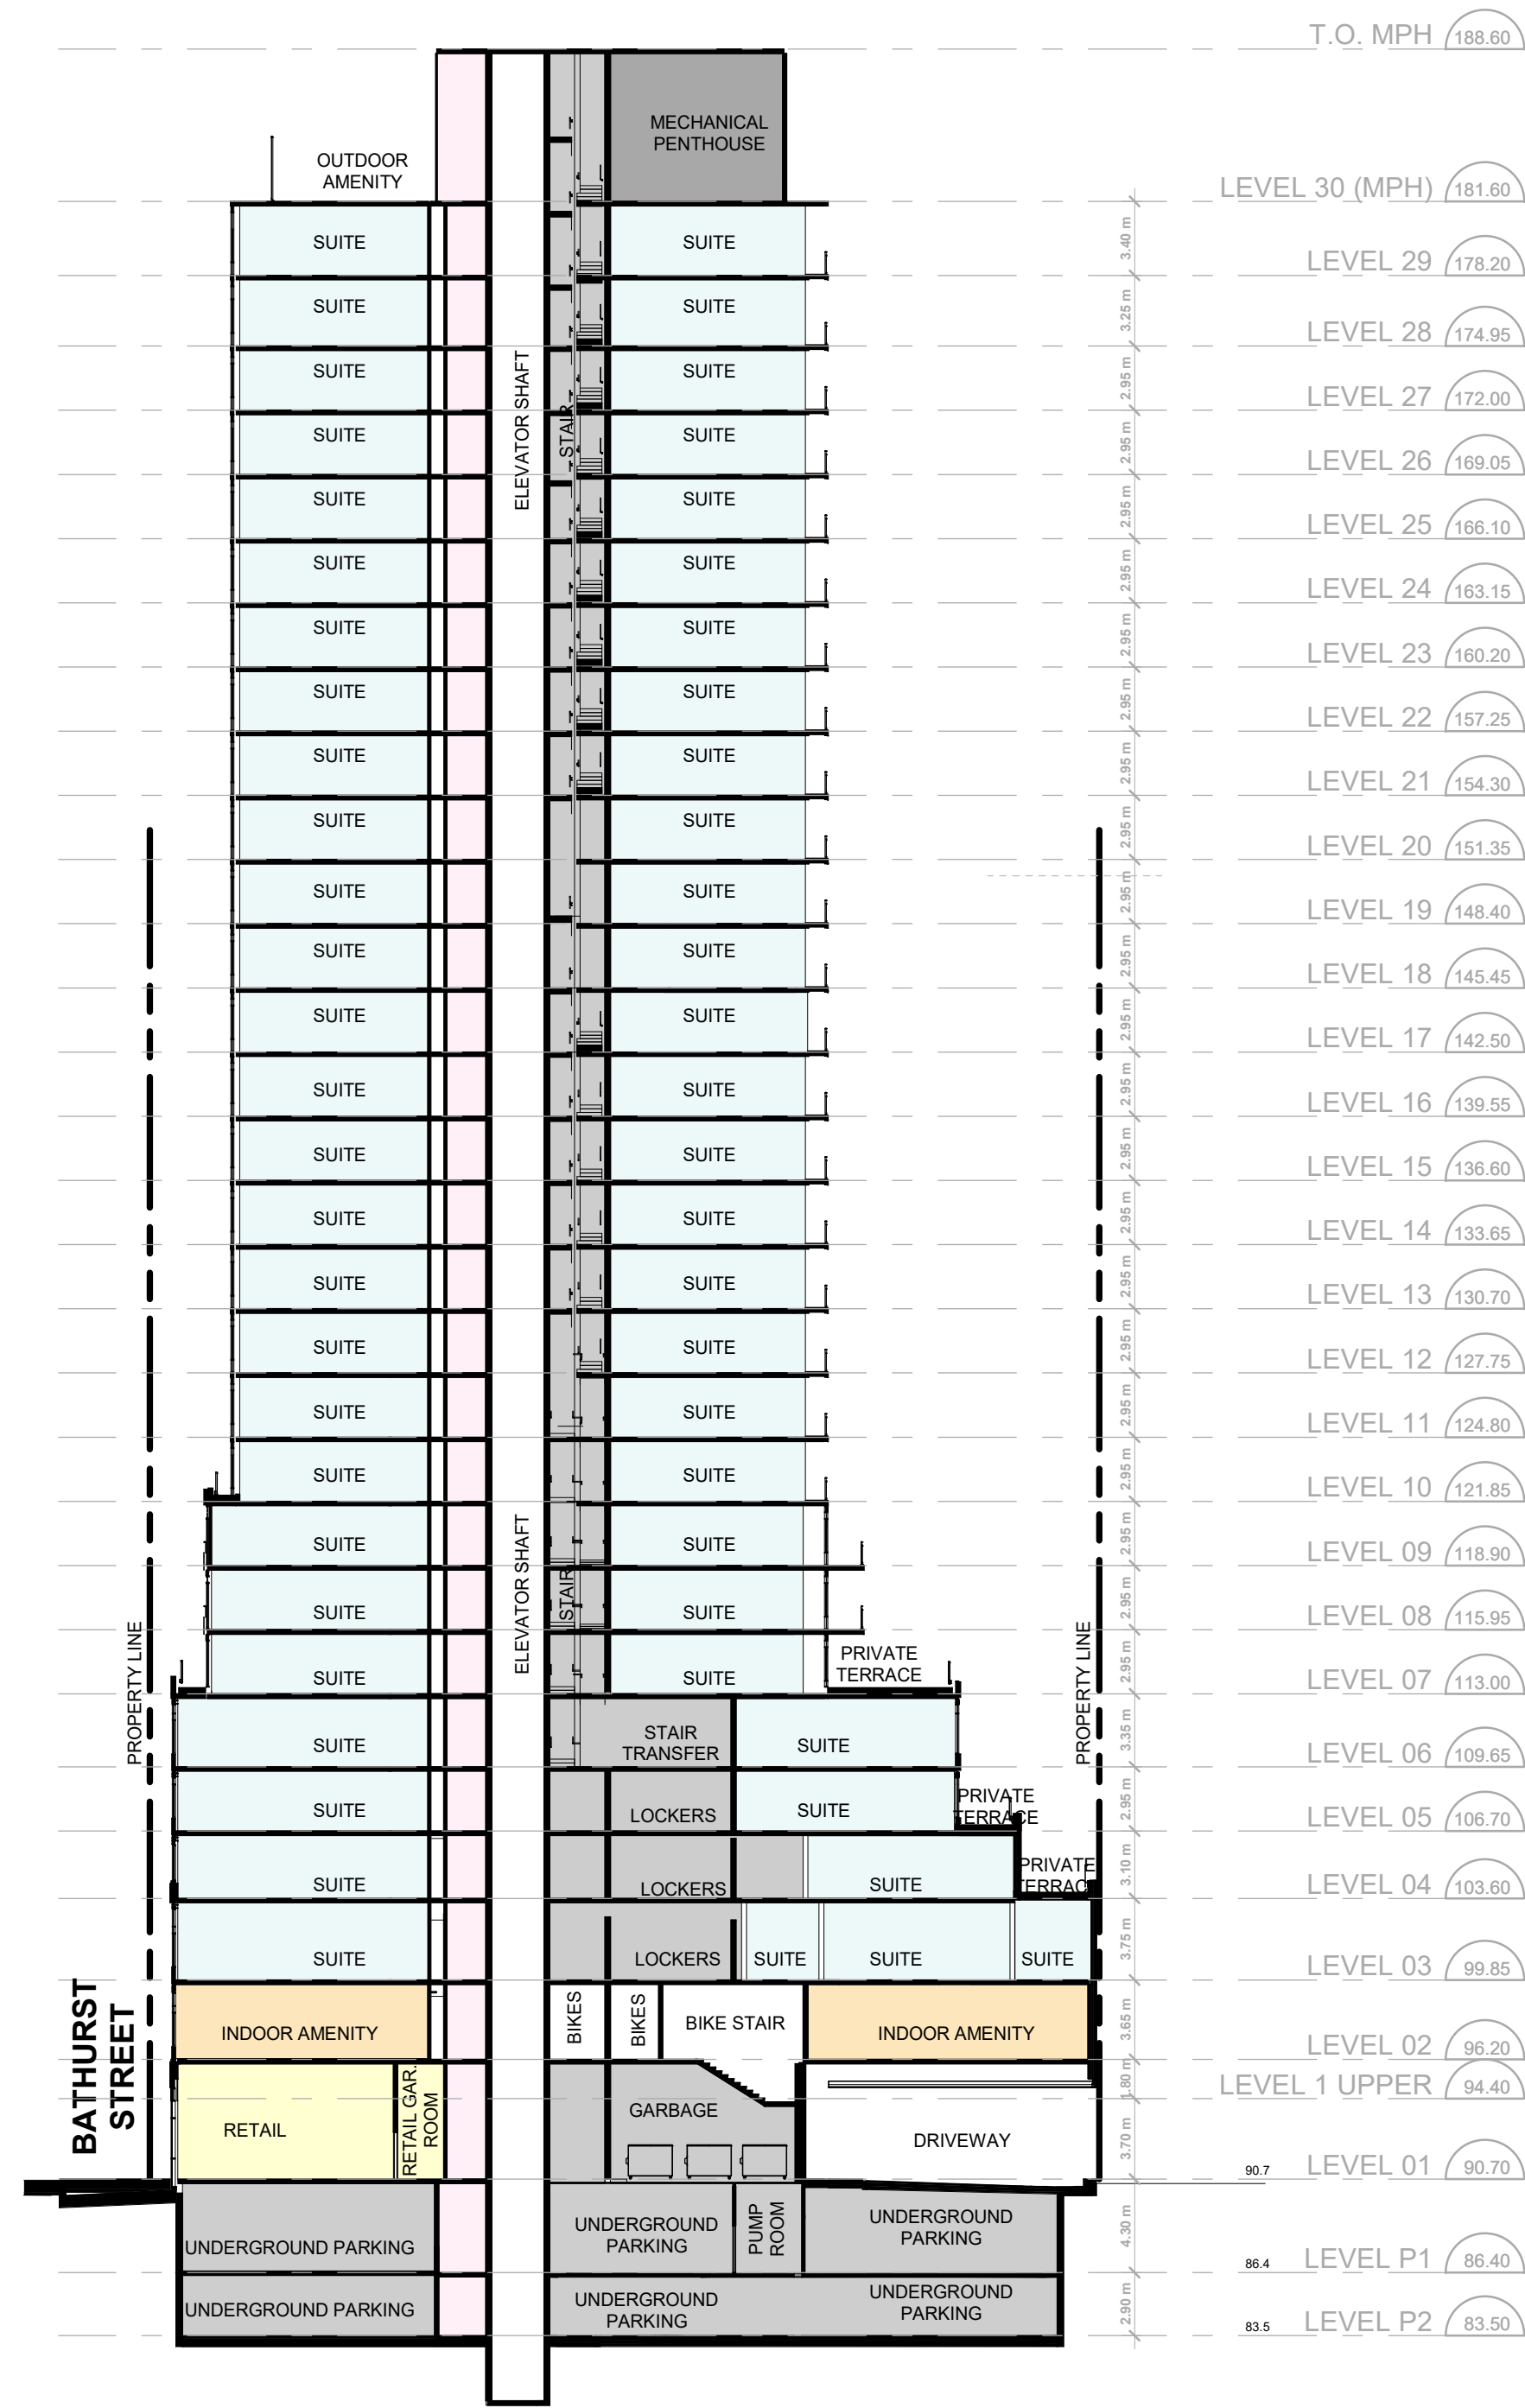 T.O. MPH 188.60
MECHANICAL
PENTHOUSE
OUTDOOR
AMENITY
LEVEL 30 (MPH) 181.60
SUITE SUITE 3.40 m
LEVEL 29 178.20
SUITE SUITE 3.25 m
LEVEL 28 174.95
SUITE SUITE 2.95 m
LEVEL 27 172.00
ELEVATOR SHAFT
STAIR
SUITE SUITE 2.95 m
LEVEL 26 169.05
SUITE SUITE 2.95 m
LEVEL 25 166.10
SUITE SUITE 2.95 m
LEVEL 24 163.15
SUITE SUITE 2.95 m
LEVEL 23 160.20
SUITE SUITE 2.95 m
LEVEL 22 157.25
SUITE SUITE 2.95 m
LEVEL 21 154.30
SUITE SUITE 2.95 m
LEVEL 20 151.35
SUITE SUITE 2.95 m
LEVEL 19 148.40
SUITE SUITE 2.95 m
LEVEL 18 145.45
SUITE SUITE 2.95 m
LEVEL 17 142.50
SUITE SUITE 2.95 m
LEVEL 16 139.55
SUITE SUITE 2.95 m
LEVEL 15 136.60
SUITE SUITE 2.95 m
LEVEL 14 133.65
SUITE SUITE 2.95 m
LEVEL 13 130.70
SUITE SUITE 2.95 m
LEVEL 12 127.75
SUITE SUITE 2.95 m
LEVEL 11 124.80
SUITE SUITE 2.95 m
LEVEL 10 121.85
SUITE SUITE 2.95 m
LEVEL 09 118.90
ELEVATOR SHAFT
STAIR
SUITE SUITE 2.95 m
LEVEL 08 115.95
PROPERTY LINE
PROPERTY LINE
PRIVATE
TERRACE
SUITE SUITE 2.95 m
LEVEL 07 113.00
STAIR
TRANSFER
SUITE SUITE 3.35 m
LEVEL 06 109.65
PRIVATE
TERRACE
SUITE LOCKERS SUITE 2.95 m
LEVEL 05 106.70
PRIVATE
TERRACE
SUITE LOCKERS SUITE 3.10 m
LEVEL 04 103.60
SUITE LOCKERS SUITE SUITE SUITE 3.75 m
LEVEL 03 99.85
BATHURST
STREET
INDOOR AMENITY BIKES BIKES BIKE STAIR INDOOR AMENITY 3.65 m
LEVEL 02 96.20
1.80 m
LEVEL 1 UPPER 94.40
RETAIL
RETAIL GAR.
ROOM
GARBAGE
DRIVEWAY
3.70 m
90.7 LEVEL 01 90.70
UNDERGROUND PARKING
UNDERGROUND
PARKING
PUMP
ROOM
UNDERGROUND
PARKING
4.30 m
86.4 LEVEL P1 86.40
UNDERGROUND PARKING
UNDERGROUND
PARKING
UNDERGROUND
PARKING
2.90 m
83.5 LEVEL P2 83.50